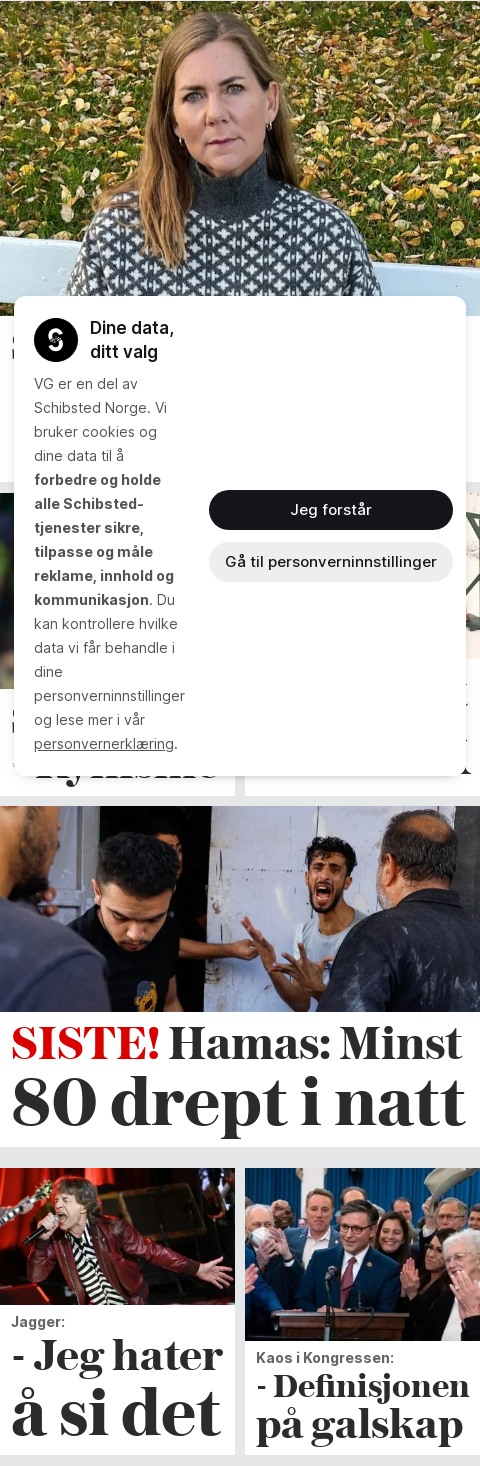 Dine data,
ditt valg
VG er en del av
Schibsted Norge. Vi
bruker cookies og
dine data til å
forbedre og holde
alle Schibsted-
tjenester sikre,
tilpasse og måle
reklame, innhold og
kommunikasjon. Du
kan kontrollere hvilke
data vi får behandle i
dine
personverninnstillinger
og lese mer i vår
personvernerklæring.
Jeg forstår
Gå til personverninnstillinger
SISTE! Hamas: Minst
80 drept i natt
Jagger:
- Jeg hater
å si det
Kaos i Kongressen:
- Definisjonen
på galskap